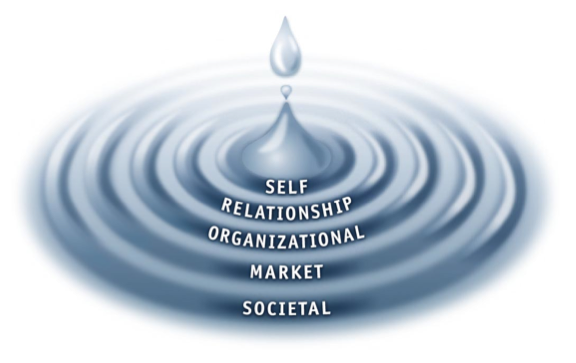 SELF
RELATIONSHIP
ORGANIZATIONAL
MARKET
SOCIETAL